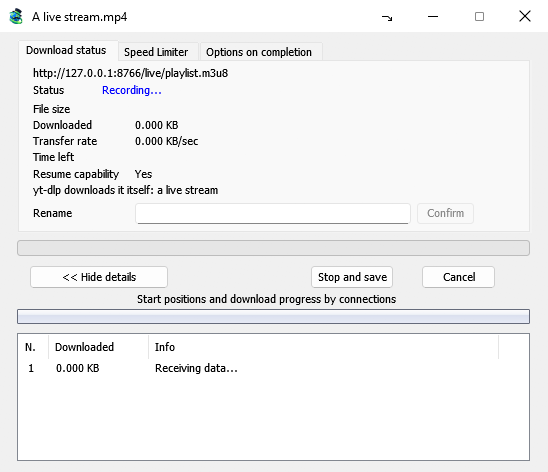 A live stream.mp4
Download status
Speed Limiter
Options on completion
http://127.0.0.1:8766/live/playlist.m3u8
Status Recording...
File size
Downloaded 0.000 KB
Transfer rate 0.000 KB/sec
Time left
Resume capability Yes
yt-dlp downloads it itself: a live stream
Rename Confirm
<< Hide details Stop and save Cancel
Start positions and download progress by connections
N. Downloaded Info
1 0.000 KB Receiving data...